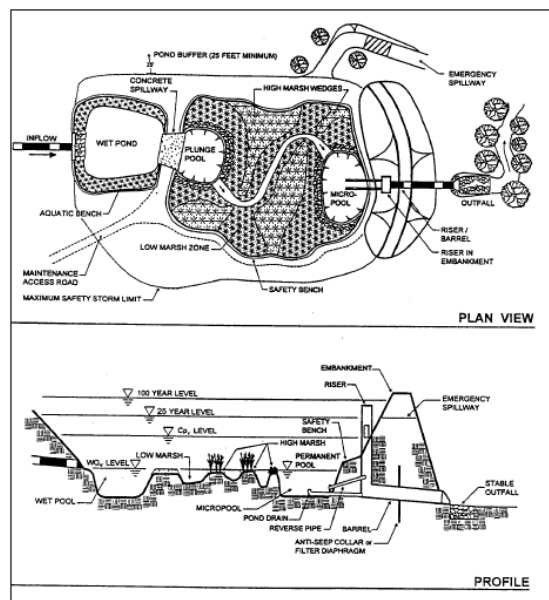 POND BUFFER (25 FEET MINIMUM)
25'
CONCRETE
SPILLWAY
HIGH MARSH WEDGES
EMERGENCY
SPILLWAY
INFLOW
WET POND
PLUNGE
POOL
MICRO-
POOL
AQUATIC BENCH
OUTFALL
RISER /
BARREL
RISER IN
EMBANKMENT
LOW MARSH ZONE
MAINTENANCE
ACCESS ROAD
SAFETY BENCH
MAXIMUM SAFETY STORM LIMIT
PLAN VIEW
EMBANKMENT
RISER
100 YEAR LEVEL
EMERGENCY
SPILLWAY
25 YEAR LEVEL
SAFETY
BENCH
Cpᵥ LEVEL
HIGH MARSH
WQᵥ LEVEL
LOW MARSH
PERMANENT
POOL
WET POOL
MICROPOOL
STABLE
OUTFALL
POND DRAIN
REVERSE PIPE
BARREL
ANTI-SEEP COLLAR or
FILTER DIAPHRAGM
PROFILE